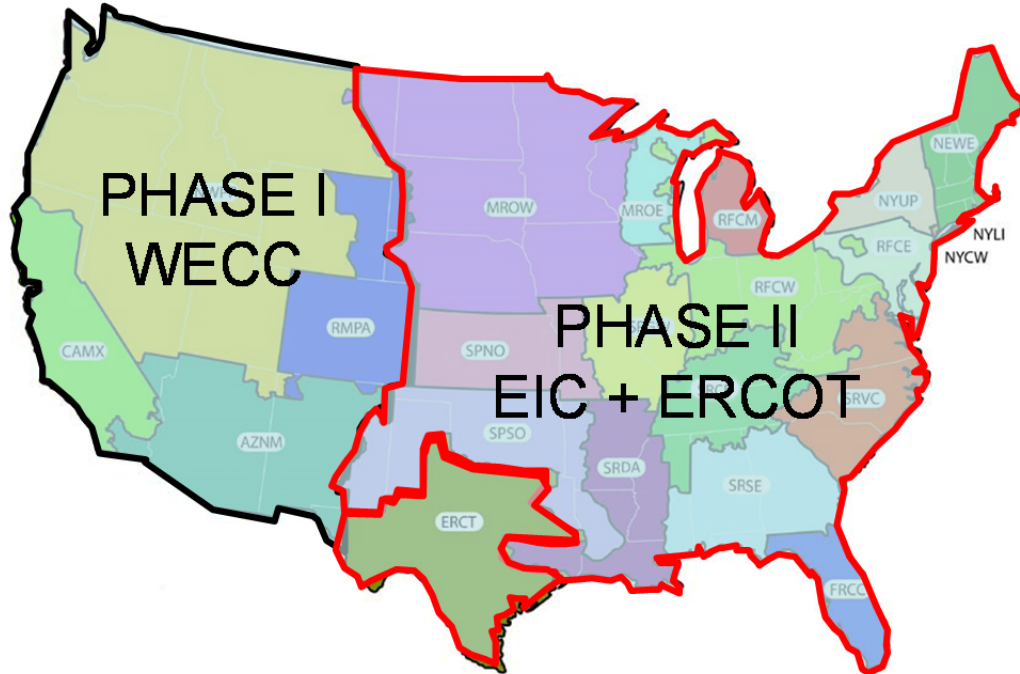 NEWE
PHASE I
WECC
MROW
MROE
RFCM
NYUP
NYLI
RFCE
NYCW
RFCW
RMPA
PHASE II
EIC + ERCOT
CAMX
SPNO
SRVC
AZNM
SPSO
SRDA
SRSE
ERCT
FRCC